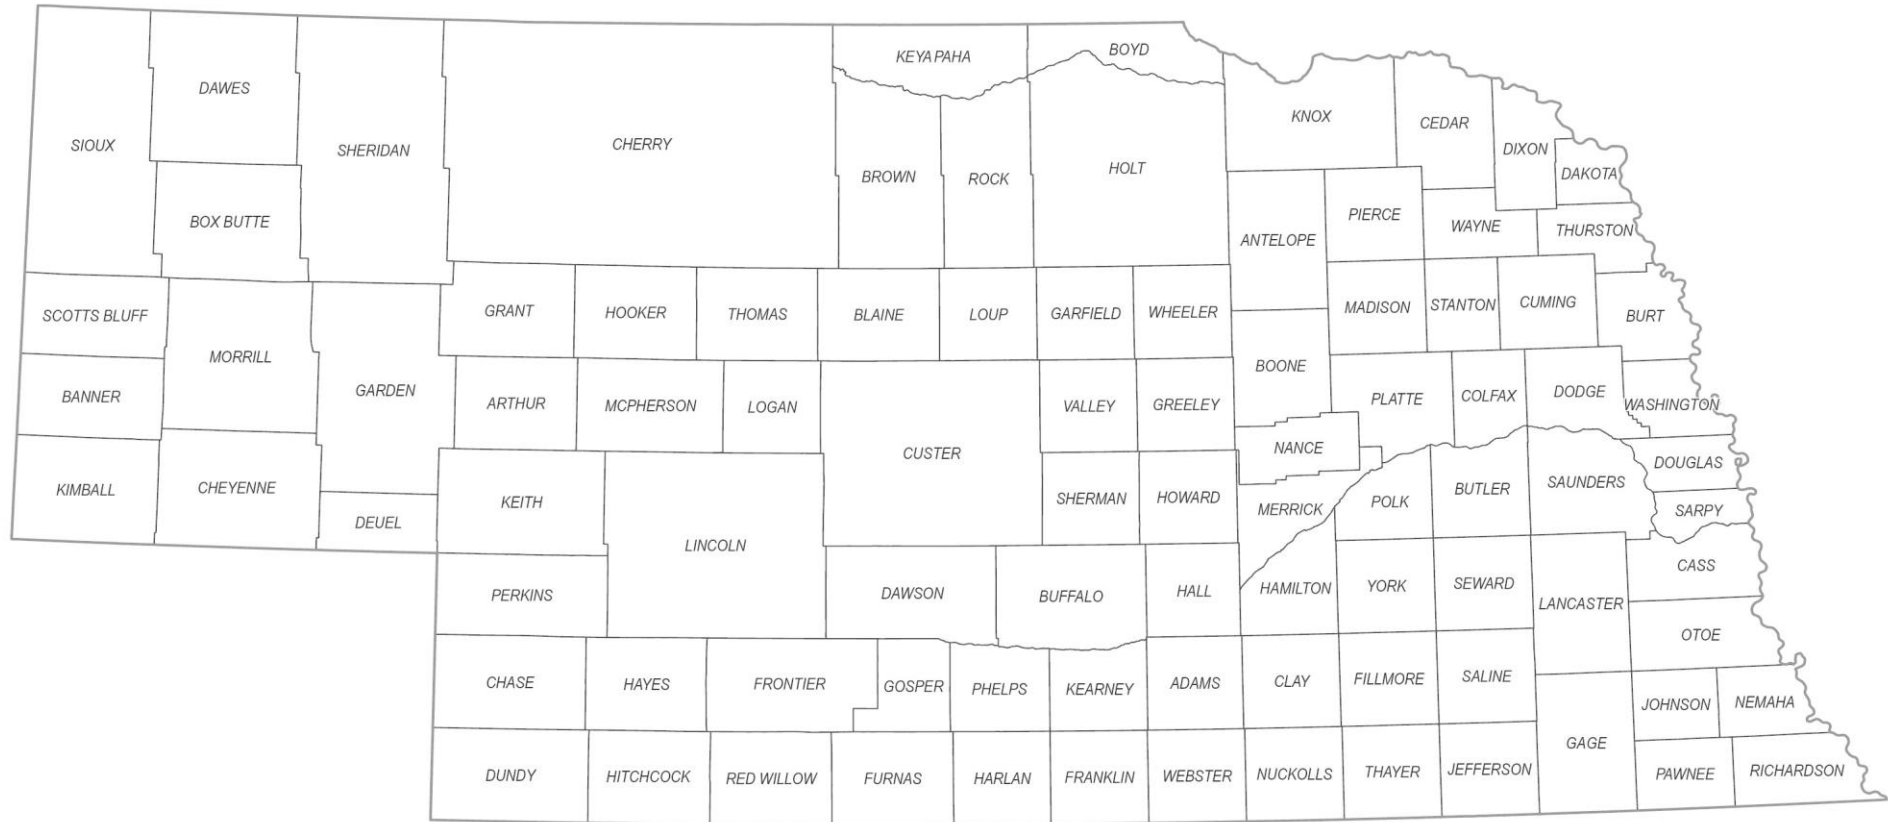 KEYA PAHA
BOYD
DAWES
SIOUX
SHERIDAN
CHERRY
KNOX
CEDAR
DIXON
BROWN
ROCK
HOLT
DAKOTA
BOX BUTTE
PIERCE
WAYNE
THURSTON
ANTELOPE
SCOTTS BLUFF
GRANT
HOOKER
THOMAS
BLAINE
LOUP
GARFIELD
WHEELER
MADISON
STANTON
CUMING
BURT
MORRILL
BOONE
BANNER
GARDEN
ARTHUR
MCPHERSON
LOGAN
VALLEY
GREELEY
PLATTE
COLFAX
DODGE
WASHINGTON
CUSTER
NANCE
DOUGLAS
KIMBALL
CHEYENNE
KEITH
SHERMAN
HOWARD
MERRICK
POLK
BUTLER
SAUNDERS
SARPY
DEUEL
LINCOLN
CASS
PERKINS
DAWSON
BUFFALO
HALL
HAMILTON
YORK
SEWARD
LANCASTER
OTOE
CHASE
HAYES
FRONTIER
GOSPER
PHELPS
KEARNEY
ADAMS
CLAY
FILLMORE
SALINE
JOHNSON
NEMAHA
GAGE
DUNDY
HITCHCOCK
RED WILLOW
FURNAS
HARLAN
FRANKLIN
WEBSTER
NUCKOLLS
THAYER
JEFFERSON
PAWNEE
RICHARDSON